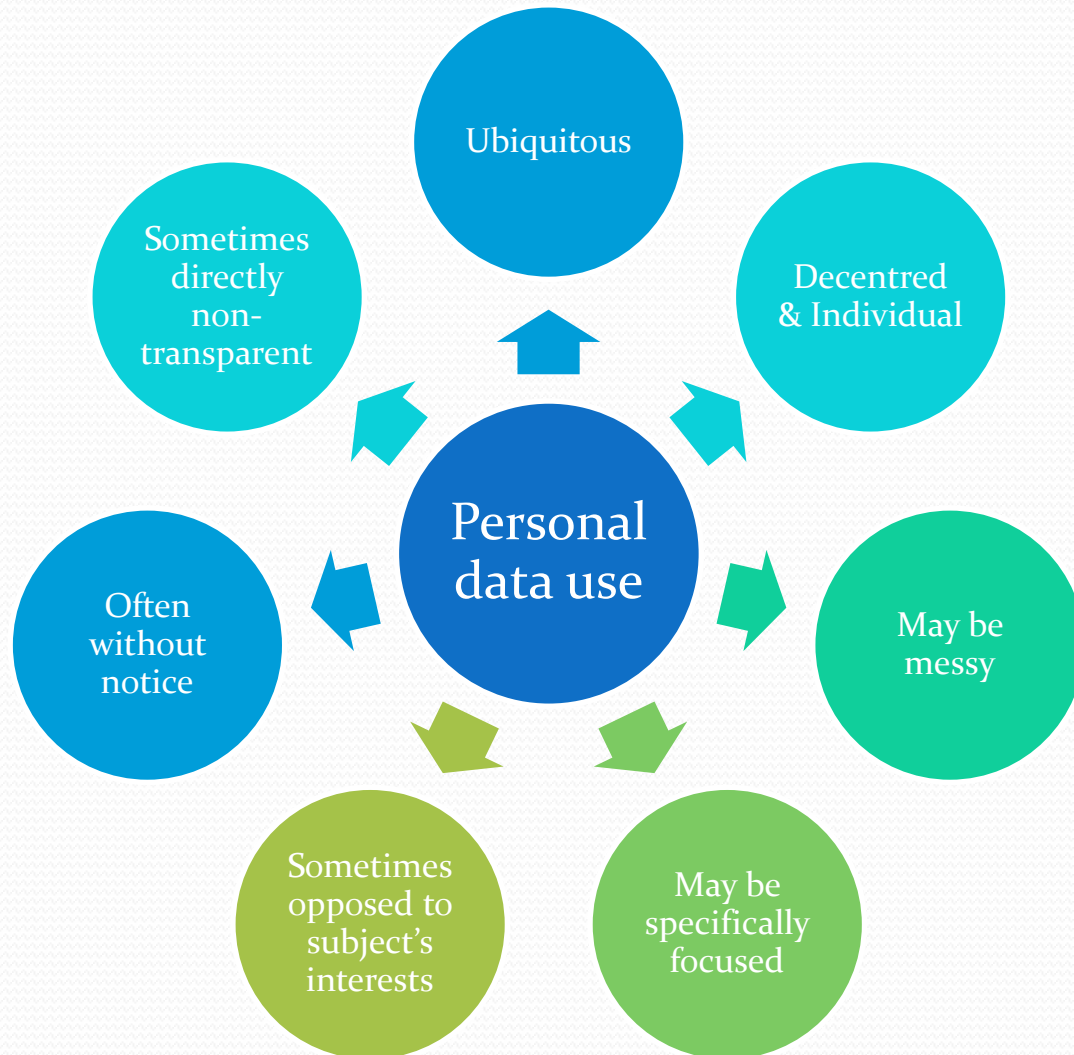 Ubiquitous
Decentred
& Individual
May be
messy
May be
specifically
focused
Sometimes
opposed to
subject’s
interests
Often
without
notice
Sometimes
directly
non-
transparent
Personal
data use